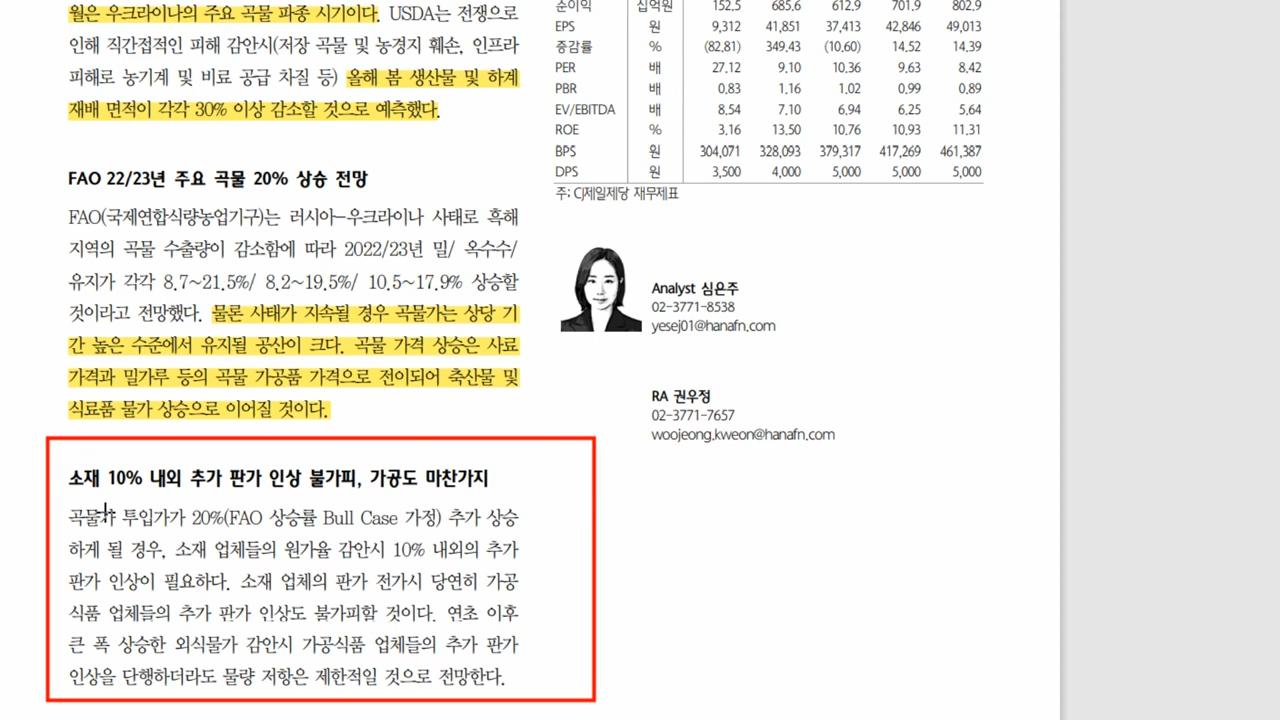 월은 우크라이나의 주요 곡물 파종 시기이다. USDA는 전쟁으로
인해 직간접적인 피해 감안시(저장 곡물 및 농경지 훼손, 인프라
피해로 농기계 및 비료 공급 차질 등) 올해 봄 생산물 및 하계
재배 면적이 각각 30% 이상 감소할 것으로 예측했다.
FAO 22/23년 주요 곡물 20% 상승 전망
FAO(국제연합식량농업기구)는 러시아-우크라이나 사태로 흑해
지역의 곡물 수출량이 감소함에 따라 2022/23년 밀/ 옥수수/
유지가 각각 8.7~21.5%/ 8.2~19.5%/ 10.5~17.9% 상승할
것이라고 전망했다. 물론 사태가 지속될 경우 곡물가는 상당 기
간 높은 수준에서 유지될 공산이 크다. 곡물 가격 상승은 사료
가격과 밀가루 등의 곡물 가공품 가격으로 전이되어 축산물 및
식료품 물가 상승으로 이어질 것이다.
소재 10% 내외 추가 판가 인상 불가피, 가공도 마찬가지
곡물가 투입가가 20%(FAO 상승률 Bull Case 가정) 추가 상승
하게 될 경우, 소재 업체들의 원가율 감안시 10% 내외의 추가
판가 인상이 필요하다. 소재 업체의 판가 전가시 당연히 가공
식품 업체들의 추가 판가 인상도 불가피할 것이다. 연초 이후
큰 폭 상승한 외식물가 감안시 가공식품 업체들의 추가 판가
인상을 단행하더라도 물량 저항은 제한적일 것으로 전망한다.
순이익 십억원 152.5 685.6 612.9 701.9 802.9
EPS 원 9,312 41,851 37,413 42,846 49,013
증감률 % (82.81) 349.43 (10.60) 14.52 14.39
PER 배 27.12 9.10 10.36 9.63 8.42
PBR 배 0.83 1.16 1.02 0.99 0.89
EV/EBITDA 배 8.54 7.10 6.94 6.25 5.64
ROE % 3.16 13.50 10.76 10.93 11.31
BPS 원 304,071 328,093 379,317 417,269 461,387
DPS 원 3,500 4,000 5,000 5,000 5,000
주: CJ제일제당 재무제표
Analyst 심은주
02-3771-8538
yesej01@hanafn.com
RA 권우정
02-3771-7657
woojeong.kweon@hanafn.com